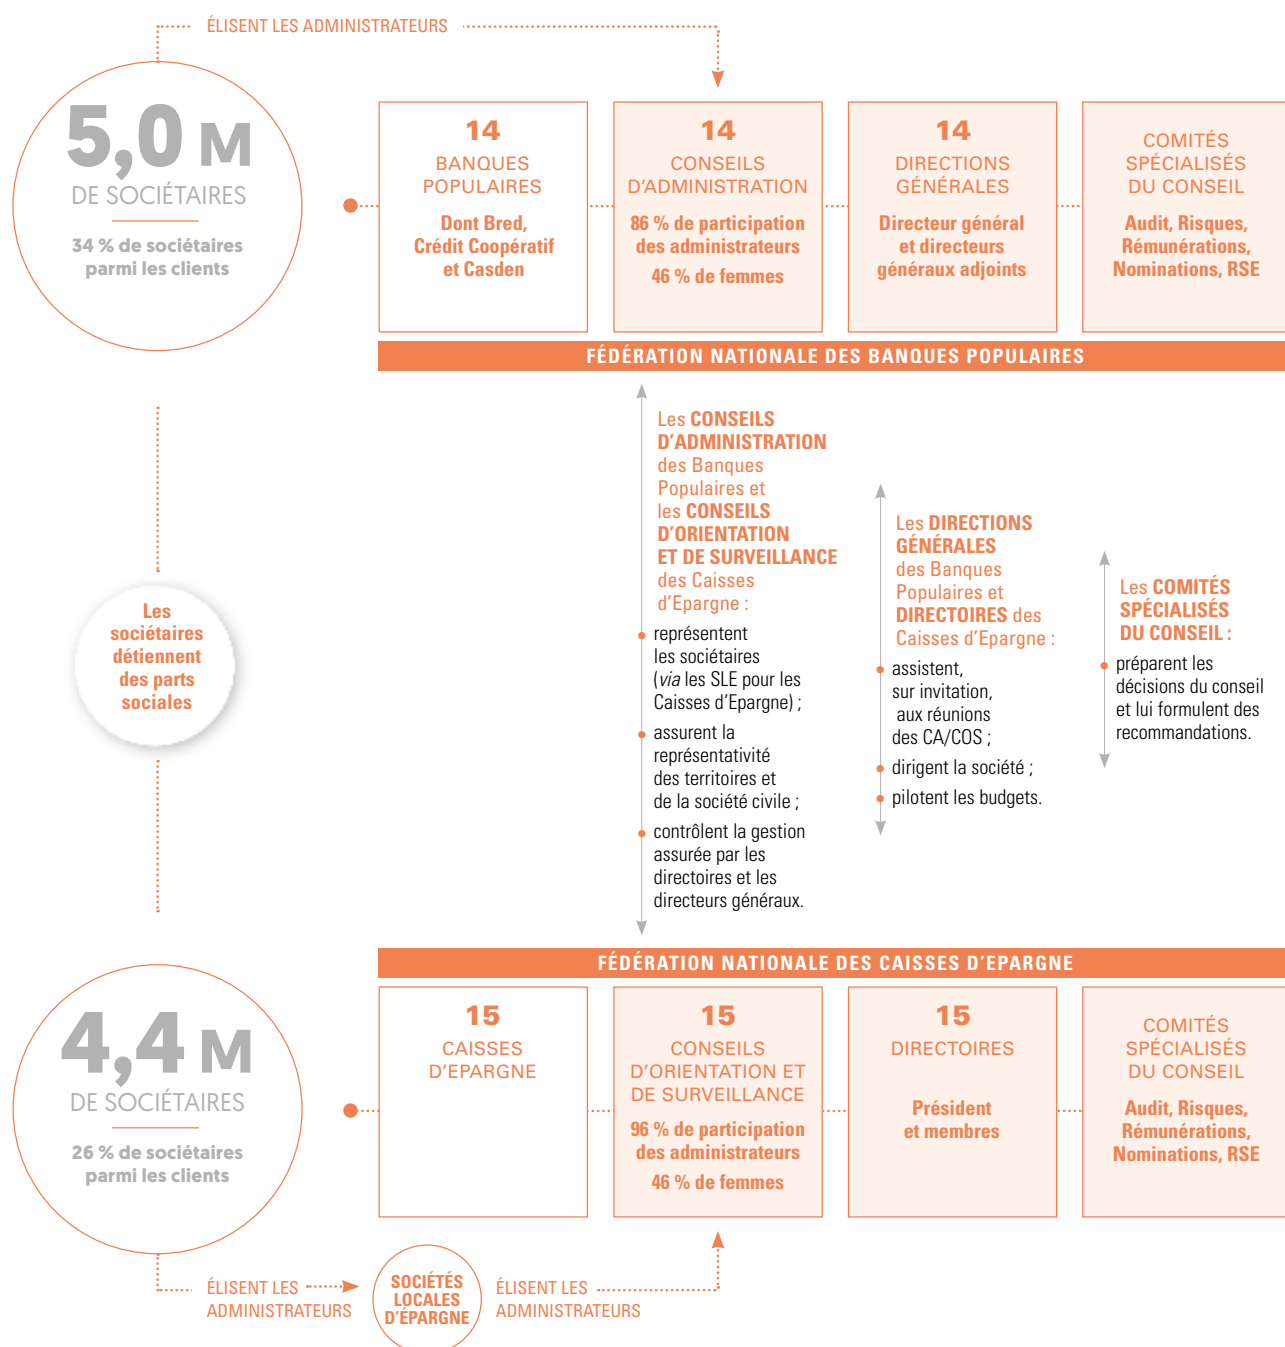 ÉLISENT LES ADMINISTRATEURS
5,0 M
DE SOCIÉTAIRES
34 % de sociétaires
parmi les clients
14
BANQUES
POPULAIRES
Dont Bred,
Crédit Coopératif
et Casden
14
CONSEILS
D'ADMINISTRATION
86 % de participation
des administrateurs
46 % de femmes
14
DIRECTIONS
GÉNÉRALES
Directeur général
et directeurs
généraux adjoints
COMITÉS
SPÉCIALISÉS
DU CONSEIL
Audit, Risques,
Rémunérations,
Nominations, RSE
FÉDÉRATION NATIONALE DES BANQUES POPULAIRES
Les
sociétaires
détiennent
des parts
sociales
Les CONSEILS
D'ADMINISTRATION
des Banques
Populaires et
les CONSEILS
D'ORIENTATION
ET DE SURVEILLANCE
des Caisses
d'Epargne :
représentent
les sociétaires
(via les SLE pour les
Caisses d'Epargne) ;
assurent la
représentativité
des territoires et
de la société civile ;
contrôlent la gestion
assurée par les
directoires et les
directeurs généraux.
Les DIRECTIONS
GÉNÉRALES
des Banques
Populaires et
DIRECTOIRES des
Caisses d'Epargne :
assistent,
sur invitation,
aux réunions
des CA/COS ;
dirigent la société ;
pilotent les budgets.
Les COMITÉS
SPÉCIALISÉS
DU CONSEIL :
préparent les
décisions du conseil
et lui formulent des
recommandations.
FÉDÉRATION NATIONALE DES CAISSES D'EPARGNE
4,4 M
DE SOCIÉTAIRES
26 % de sociétaires
parmi les clients
15
CAISSES
D'EPARGNE
15
CONSEILS
D'ORIENTATION ET
DE SURVEILLANCE
96 % de participation
des administrateurs
46 % de femmes
15
DIRECTOIRES
Président
et membres
COMITÉS
SPÉCIALISÉS
DU CONSEIL
Audit, Risques,
Rémunérations,
Nominations, RSE
ÉLISENT LES
ADMINISTRATEURS
SOCIÉTÉS
LOCALES
D'ÉPARGNE
ÉLISENT LES
ADMINISTRATEURS